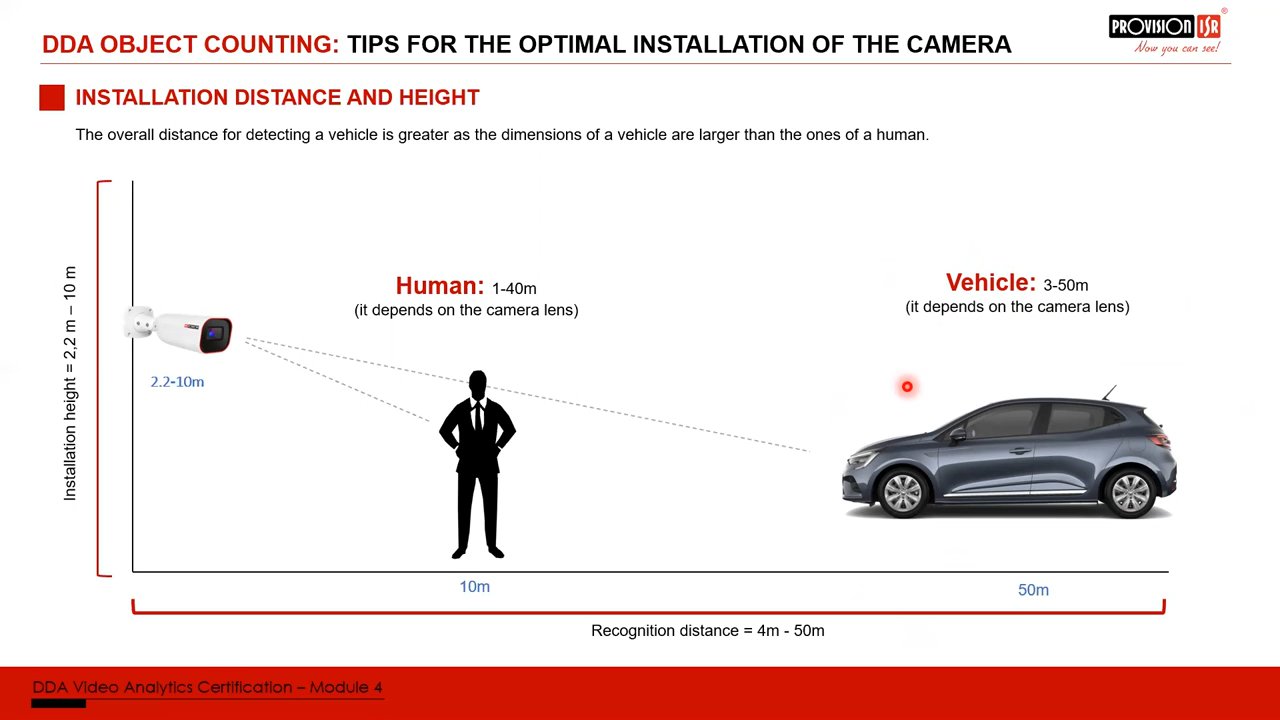 DDA OBJECT COUNTING: TIPS FOR THE OPTIMAL INSTALLATION OF THE CAMERA
PROVISION ISR ®
Now you can see!
INSTALLATION DISTANCE AND HEIGHT
The overall distance for detecting a vehicle is greater as the dimensions of a vehicle are larger than the ones of a human.
Installation height = 2,2 m – 10 m
2.2-10m
Human: 1-40m
(it depends on the camera lens)
Vehicle: 3-50m
(it depends on the camera lens)
10m
50m
Recognition distance = 4m - 50m
DDA Video Analytics Certification – Module 4